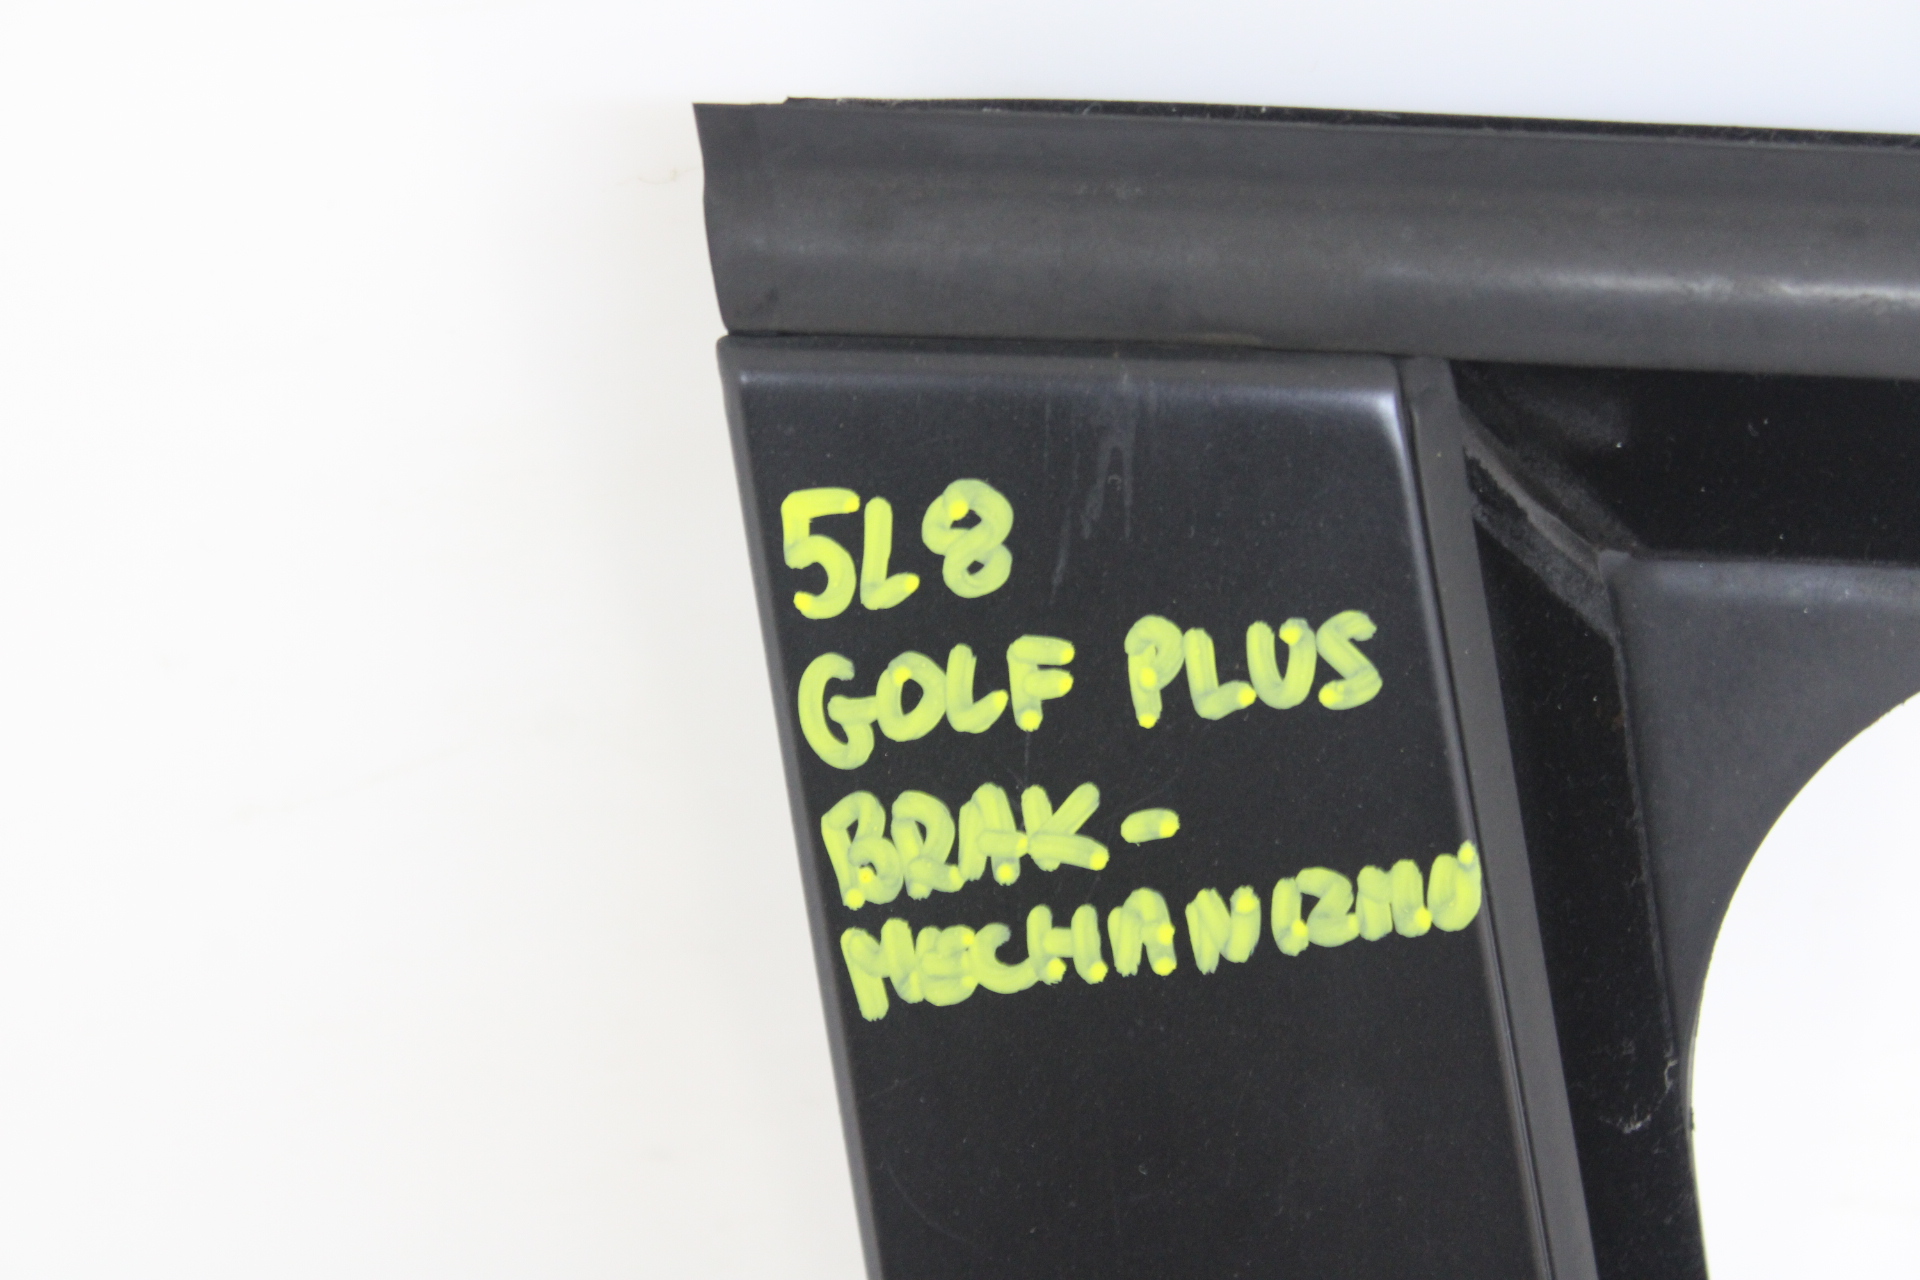 5L8
GOLF PLUS
BRAK-
MECHANIZMU